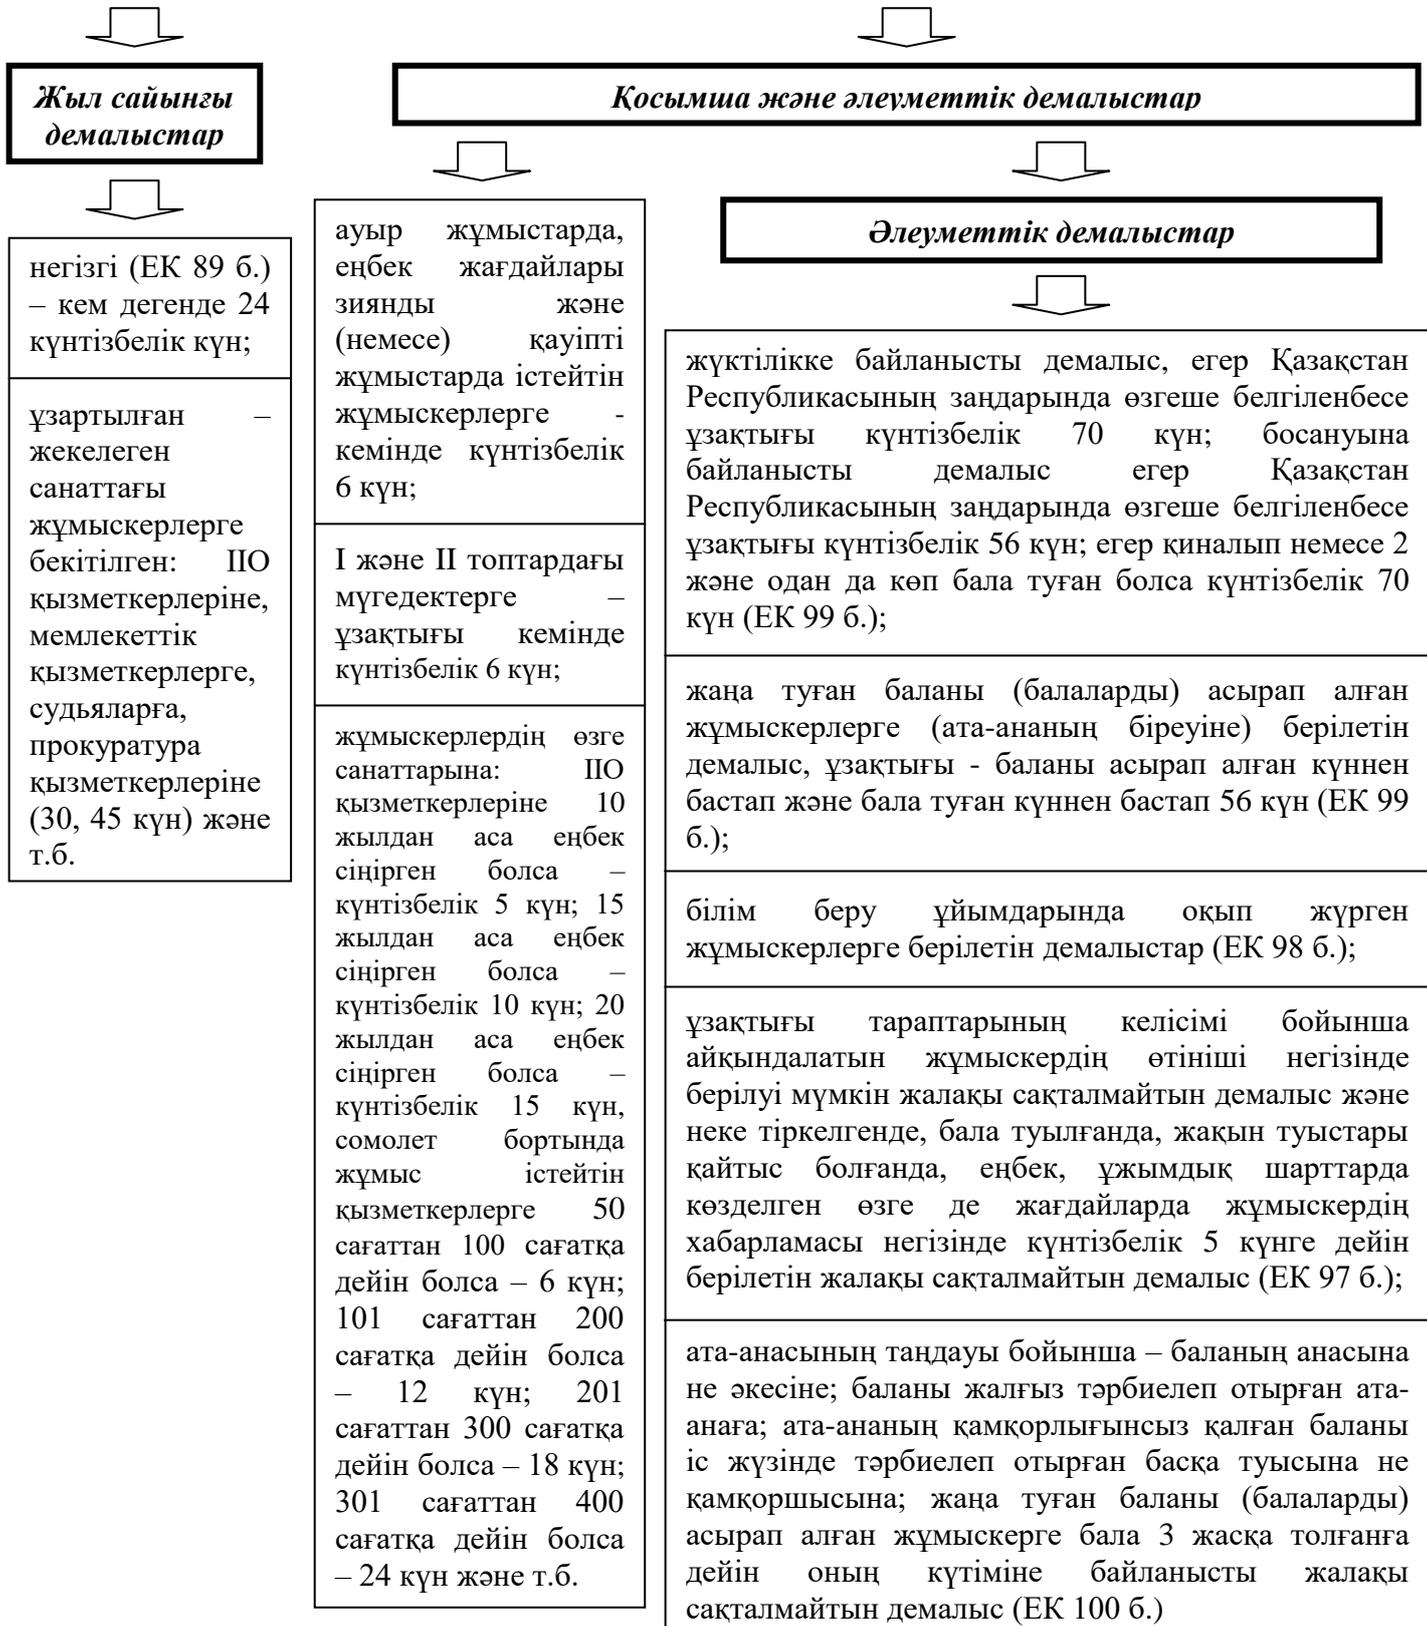 Жыл сайынғы
демалыстар
Қосымша және әлеуметтік демалыстар
негізгі (ЕК 89 б.)
– кем дегенде 24
күнтізбелік күн;
ұзартылған –
жекелеген
санаттағы
жұмыскерлерге
бекітілген: ІІО
қызметкерлеріне,
мемлекеттік
қызметкерлерге,
судьяларға,
прокуратура
қызметкерлеріне
(30, 45 күн) және
т.б.
ауыр жұмыстарда,
еңбек жағдайлары
зиянды және
(немесе) қауіпті
жұмыстарда істейтін
жұмыскерлерге -
кемінде күнтізбелік
6 күн;
І және ІІ топтардағы
мүгедектерге –
ұзақтығы кемінде
күнтізбелік 6 күн;
жұмыскерлердің өзге
санаттарына: ІІО
қызметкерлеріне 10
жылдан аса еңбек
сіңірген болса –
күнтізбелік 5 күн; 15
жылдан аса еңбек
сіңірген болса –
күнтізбелік 10 күн; 20
жылдан аса еңбек
сіңірген болса –
күнтізбелік 15 күн,
сомолет бортында
жұмыс істейтін
қызметкерлерге 50
сағаттан 100 сағатқа
дейін болса – 6 күн;
101 сағаттан 200
сағатқа дейін болса
– 12 күн; 201
сағаттан 300 сағатқа
дейін болса – 18 күн;
301 сағаттан 400
сағатқа дейін болса
– 24 күн және т.б.
Әлеуметтік демалыстар
жүктілікке байланысты демалыс, егер Қазақстан
Республикасының заңдарында өзгеше белгіленбесе
ұзақтығы күнтізбелік 70 күн; босануына
байланысты демалыс егер Қазақстан
Республикасының заңдарында өзгеше белгіленбесе
ұзақтығы күнтізбелік 56 күн; егер қиналып немесе 2
және одан да көп бала туған болса күнтізбелік 70
күн (ЕК 99 б.);
жаңа туған баланы (балаларды) асырап алған
жұмыскерлерге (ата-ананың біреуіне) берілетін
демалыс, ұзақтығы - баланы асырап алған күннен
бастап және бала туған күннен бастап 56 күн (ЕК 99
б.);
білім беру ұйымдарында оқып жүрген
жұмыскерлерге берілетін демалыстар (ЕК 98 б.);
ұзақтығы тараптарының келісімі бойынша
айқындалатын жұмыскердің өтініші негізінде
берілуі мүмкін жалақы сақталмайтын демалыс және
неке тіркелгенде, бала туылғанда, жақын туыстары
қайтыс болғанда, еңбек, ұжымдық шарттарда
көзделген өзге де жағдайларда жұмыскердің
хабарламасы негізінде күнтізбелік 5 күнге дейін
берілетін жалақы сақталмайтын демалыс (ЕК 97 б.);
ата-анасының таңдауы бойынша – баланың анасына
не әкесіне; баланы жалғыз тәрбиелеп отырған ата-
анаға; ата-ананың қамқорлығынсыз қалған баланы
іс жүзінде тәрбиелеп отырған басқа туысына не
қамқоршысына; жаңа туған баланы (балаларды)
асырап алған жұмыскерге бала 3 жасқа толғанға
дейін оның күтіміне байланысты жалақы
сақталмайтын демалыс (ЕК 100 б.)